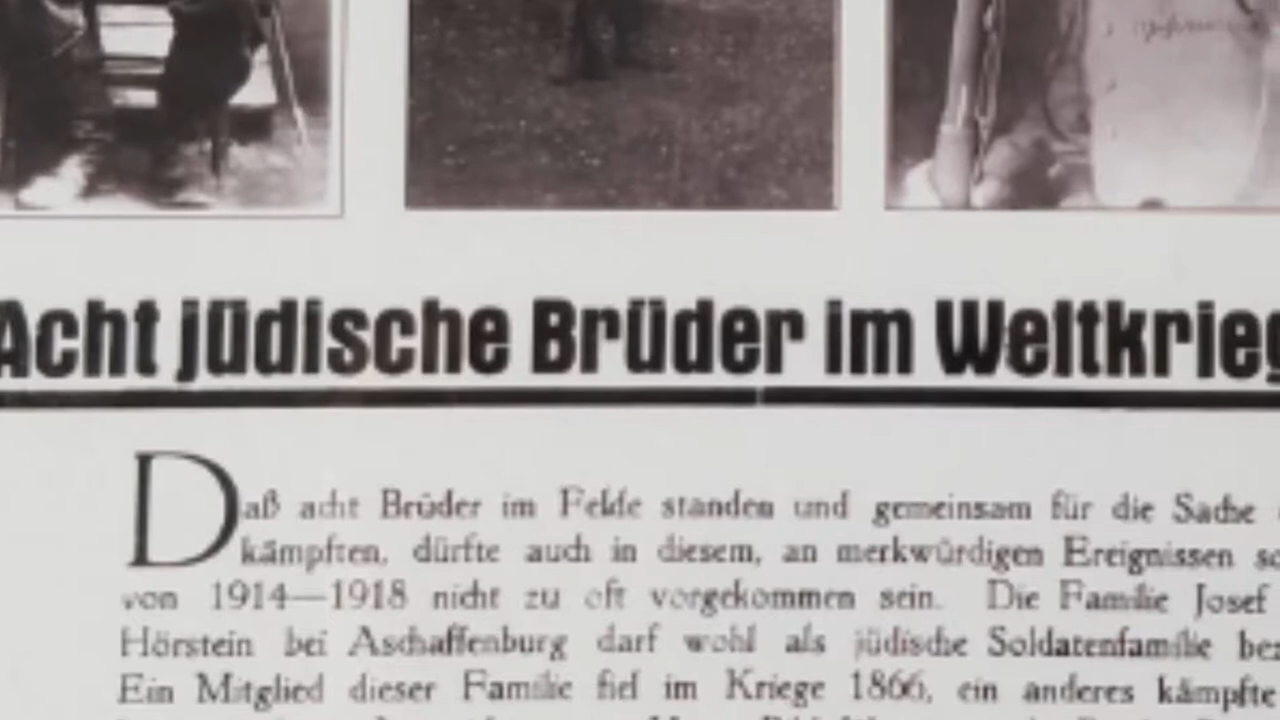 Acht jüdische Brüder im Weltkrieg
Daß acht Brüder im Felde standen und gemeinsam für die Sache
kämpften, dürfte auch in diesem, an merkwürdigen Ereignissen
von 1914—1918 nicht zu oft vorgekommen sein. Die Familie Josef
Hörstein bei Aschaffenburg darf wohl als jüdische Soldatenfamilie
Ein Mitglied dieser Familie fiel im Kriege 1866, ein anderes kämpfte